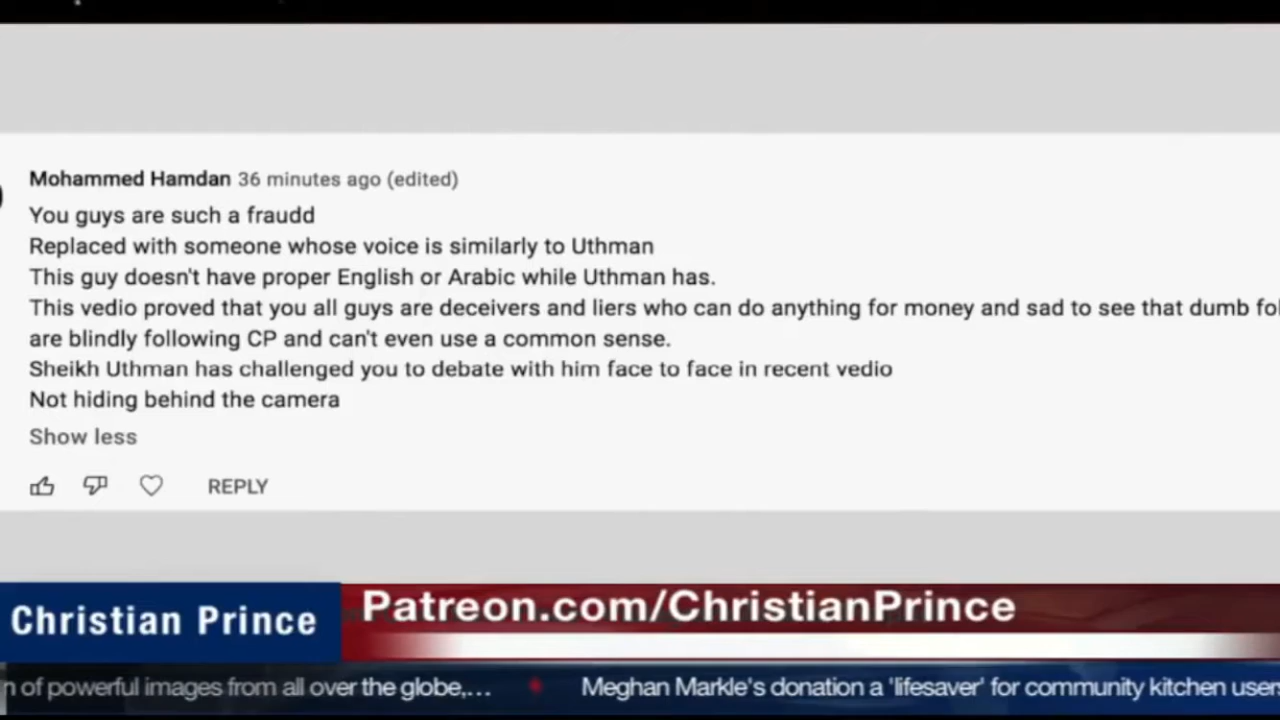 Mohammed Hamdan 36 minutes ago (edited)
You guys are such a fraudd
Replaced with someone whose voice is similarly to Uthman
This guy doesn't have proper English or Arabic while Uthman has.
This vedio proved that you all guys are deceivers and liers who can do anything for money and sad to see that dumb
are blindly following CP and can't even use a common sense.
Sheikh Uthman has challenged you to debate with him face to face in recent vedio
Not hiding behind the camera
Show less
REPLY
Christian Prince
Patreon.com/ChristianPrince
of powerful images from all over the globe,...
Meghan Markle's donation a 'lifesaver' for community kitchen users